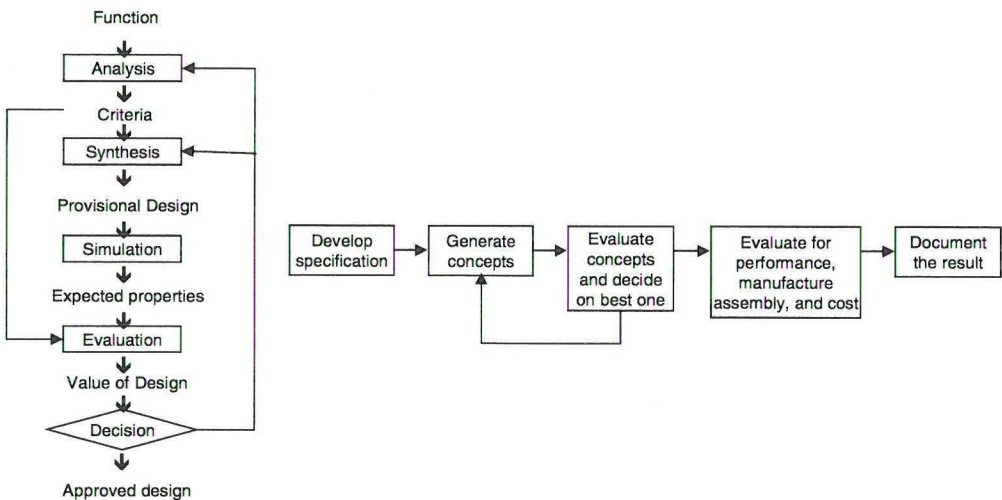 Function
Analysis
Criteria
Synthesis
Provisional Design
Simulation
Expected properties
Evaluation
Value of Design
Decision
Approved design
Develop
specification
Generate
concepts
Evaluate
concepts
and decide
on best one
Evaluate for
performance,
manufacture
assembly, and cost
Document
the result